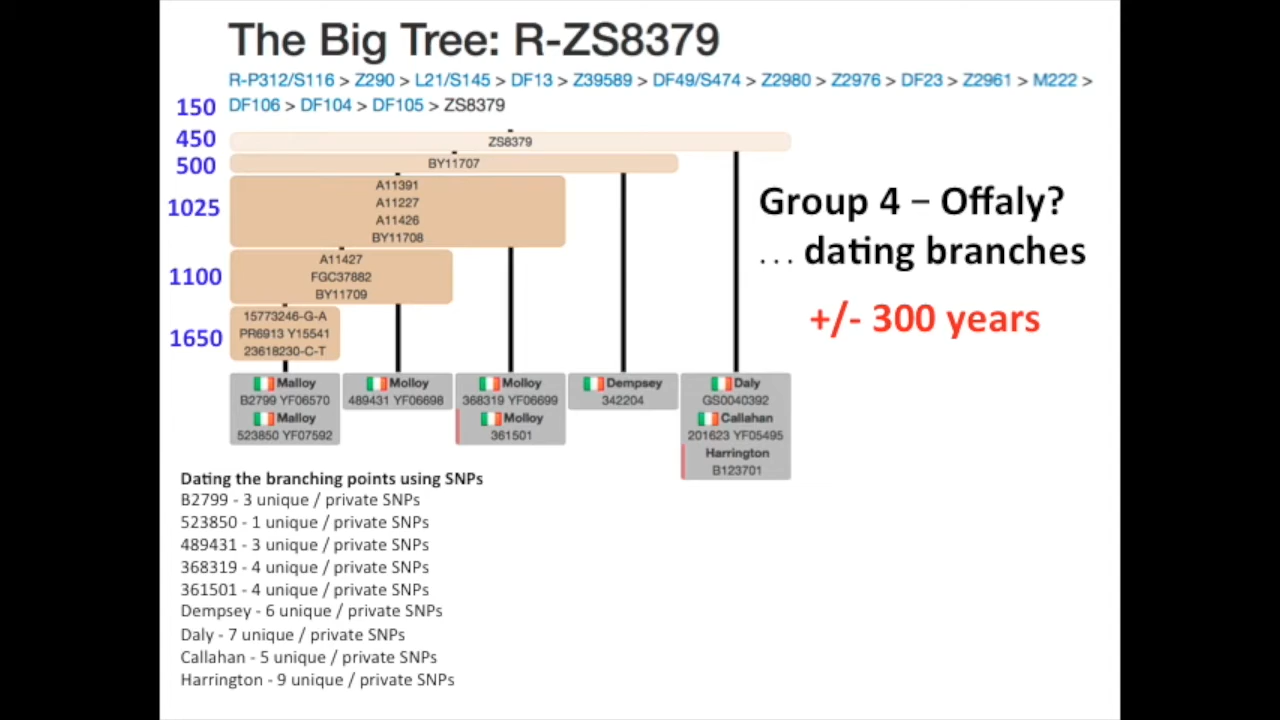 The Big Tree: R-ZS8379
R-P312/S116 > Z290 > L21/S145 > DF13 > Z39589 > DF49/S474 > Z2980 > Z2976 > DF23 > Z2961 > M222 >
DF106 > DF104 > DF105 > ZS8379
150
450
ZS8379
500
BY11707
1025
A11391
A11227
A11426
BY11708
1100
A11427
FGC37882
BY11709
1650
15773246-G-A
PR6913 Y15541
23618230-C-T
Group 4 – Offaly?
... dating branches
+/- 300 years
Malloy
B2799 YF06570
Malloy
523850 YF07592
Molloy
489431 YF06698
Molloy
368319 YF06699
Molloy
361501
Dempsey
342204
Daly
GS0040392
Callahan
201623 YF05495
Harrington
B123701
Dating the branching points using SNPs
B2799 - 3 unique / private SNPs
523850 - 1 unique / private SNPs
489431 - 3 unique / private SNPs
368319 - 4 unique / private SNPs
361501 - 4 unique / private SNPs
Dempsey - 6 unique / private SNPs
Daly - 7 unique / private SNPs
Callahan - 5 unique / private SNPs
Harrington - 9 unique / private SNPs